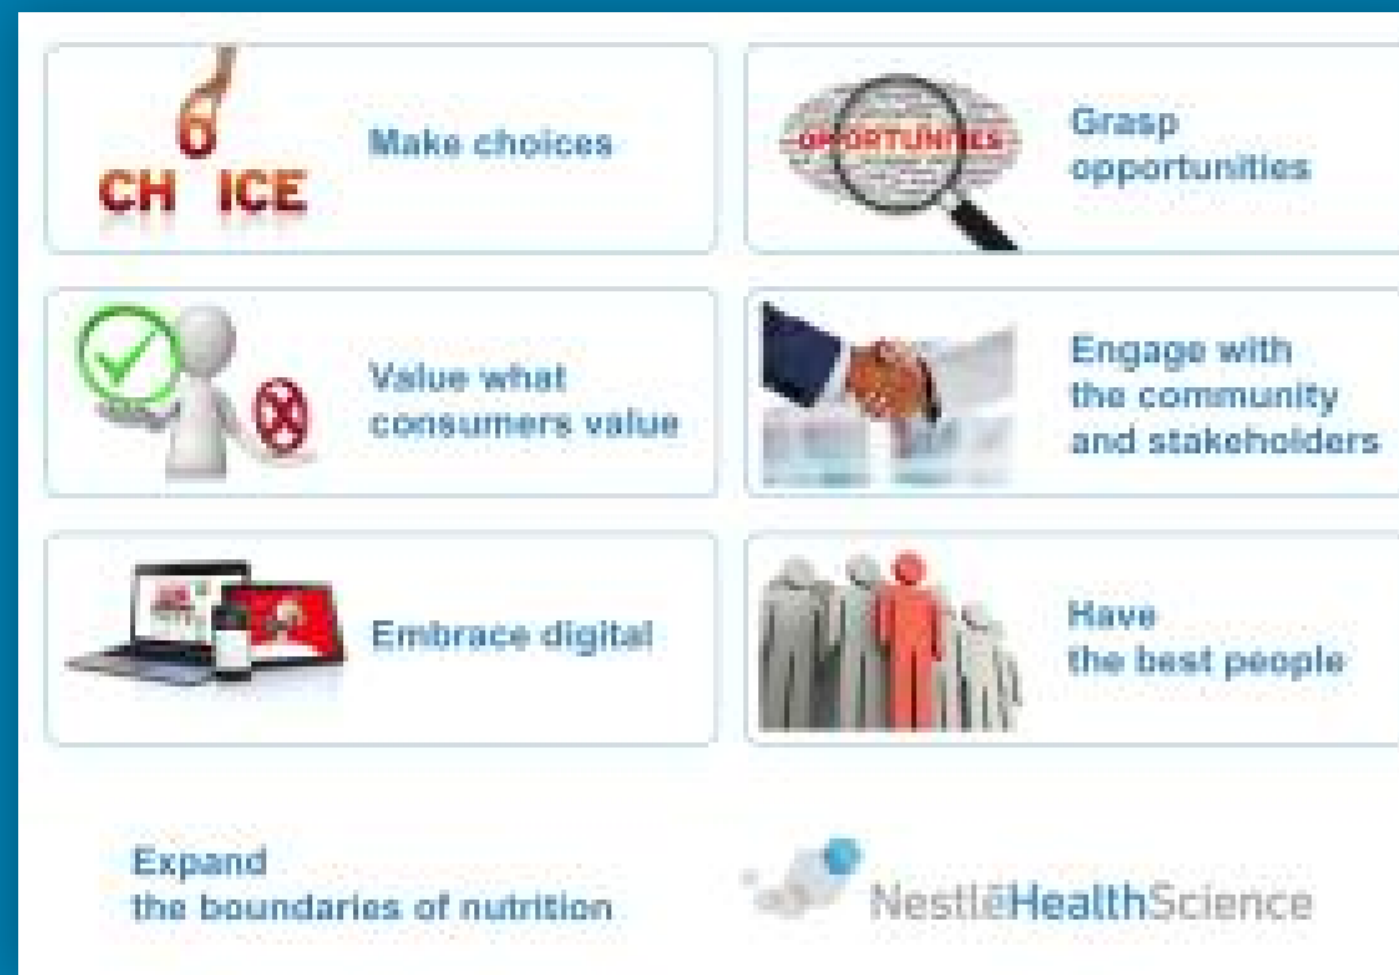 CH ICE
Make choices
OPPORTUNITIES
Grasp
opportunities
Value what
consumers value
Engage with
the community
and stakeholders
Embrace digital
Have
the best people
Expand
the boundaries of nutrition
NestléHealthScience